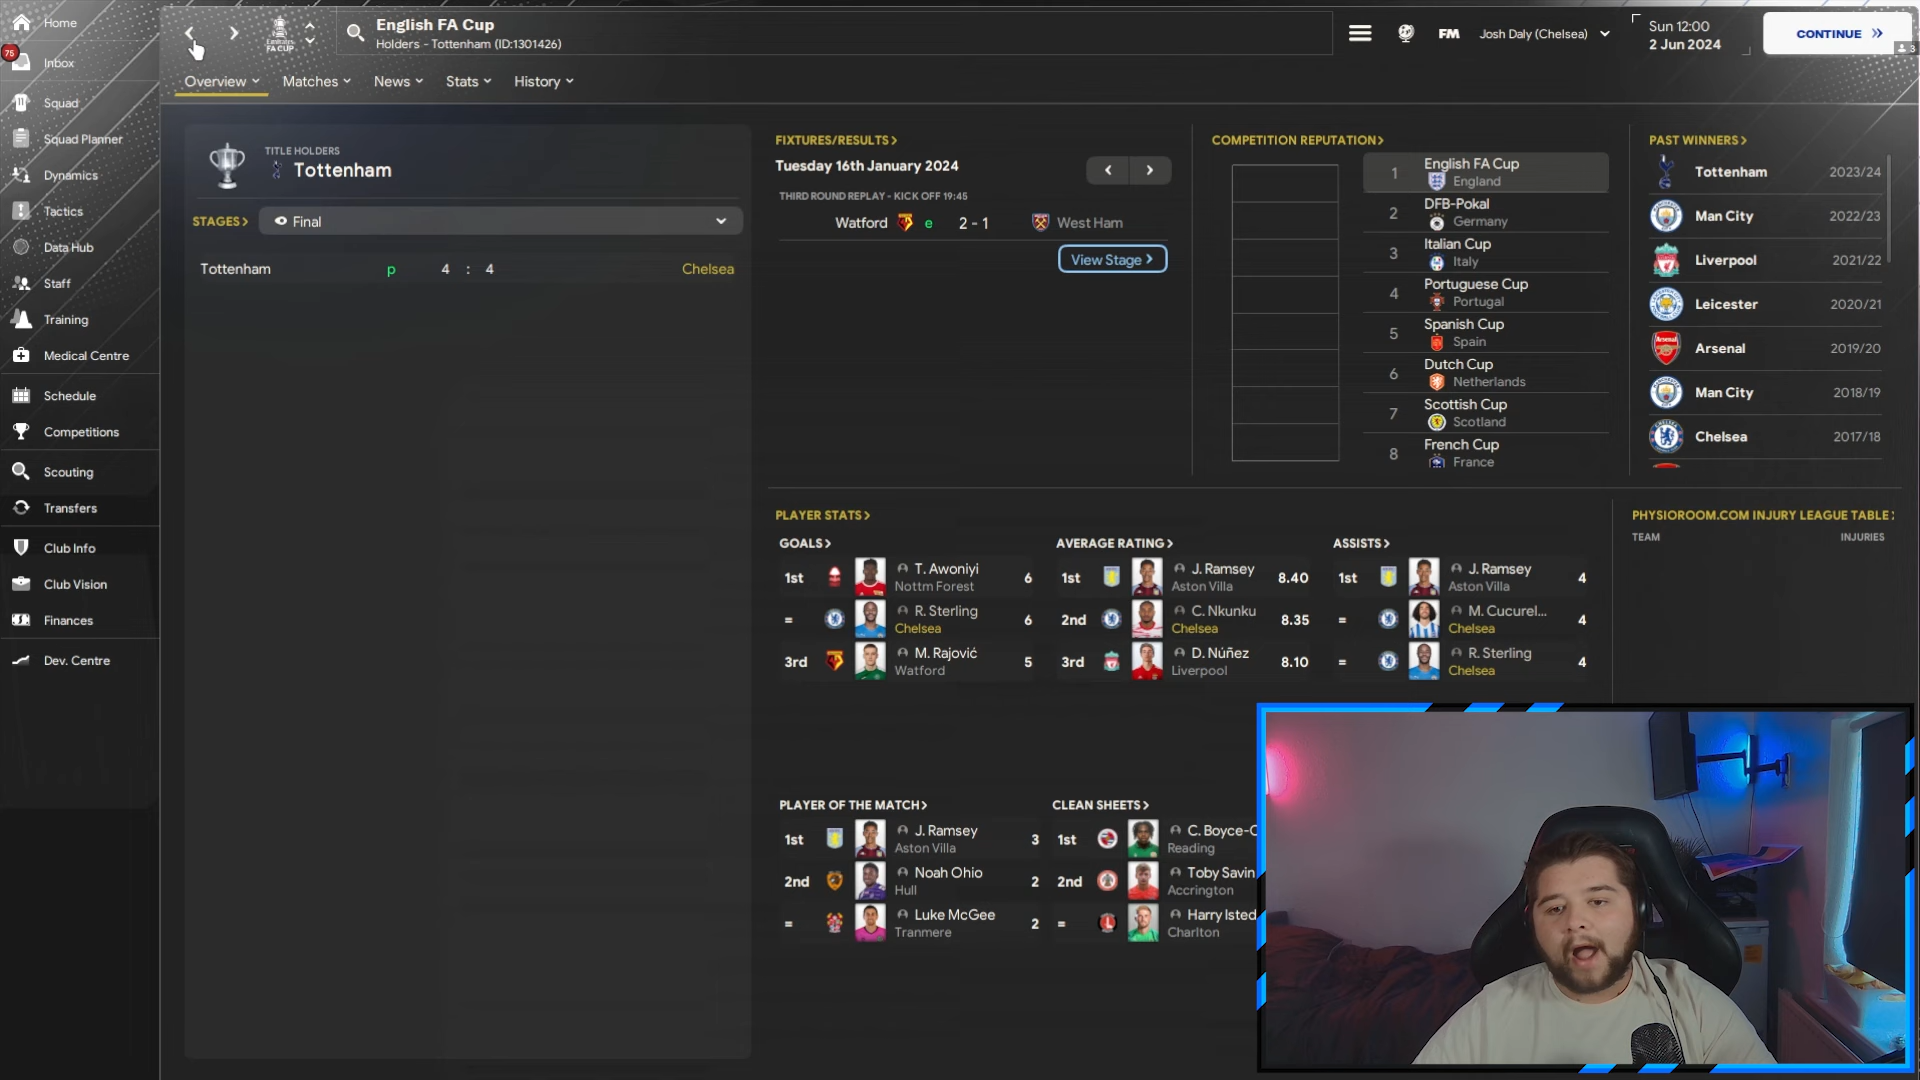 Home
75
Inbox
Squad
Squad Planner
Dynamics
Tactics
Data Hub
Staff
Training
Medical Centre
Schedule
Competitions
Scouting
Transfers
Club Info
Club Vision
Finances
Dev. Centre
Emirates
FA CUP
English FA Cup
Holders - Tottenham (ID:1301426)
FM
Josh Daly (Chelsea)
Sun 12:00
2 Jun 2024
CONTINUE
3
Overview
Matches
News
Stats
History
TITLE HOLDERS
Tottenham
STAGES >
Final
Tottenham p 4 : 4 Chelsea
FIXTURES/RESULTS >
Tuesday 16th January 2024
THIRD ROUND REPLAY - KICK OFF 19:45
Watford e 2 - 1 West Ham
View Stage >
COMPETITION REPUTATION >
1 English FA Cup
England
2 DFB-Pokal
Germany
3 Italian Cup
Italy
4 Portuguese Cup
Portugal
5 Spanish Cup
Spain
6 Dutch Cup
Netherlands
7 Scottish Cup
Scotland
8 French Cup
France
PAST WINNERS >
Tottenham 2023/24
Man City 2022/23
Liverpool 2021/22
Leicester 2020/21
Arsenal 2019/20
Man City 2018/19
Chelsea 2017/18
PLAYER STATS >
GOALS >
1st T. Awoniyi 6
Nottm Forest
= R. Sterling 6
Chelsea
3rd M. Rajović 5
Watford
AVERAGE RATING >
1st J. Ramsey 8.40
Aston Villa
2nd C. Nkunku 8.35
Chelsea
3rd D. Núñez 8.10
Liverpool
ASSISTS >
1st J. Ramsey 4
Aston Villa
= M. Cucurel... 4
Chelsea
= R. Sterling 4
Chelsea
PHYSIOROOM.COM INJURY LEAGUE TABLE
TEAM INJURIES
PLAYER OF THE MATCH >
1st J. Ramsey 3
Aston Villa
2nd Noah Ohio 2
Hull
= Luke McGee 2
Tranmere
CLEAN SHEETS >
1st C. Boyce-C
Reading
2nd Toby Savin
Accrington
= Harry Isted
Charlton